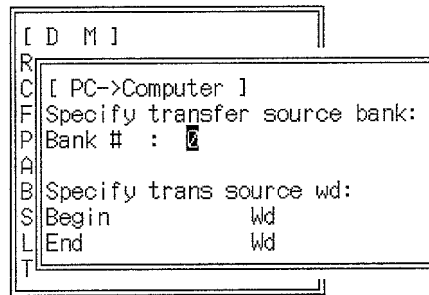 [ D M ]
R
C [ PC->Computer ]
F Specify transfer source bank:
P Bank # : 0
A
B Specify trans source wd:
S Begin Wd
L End Wd
T